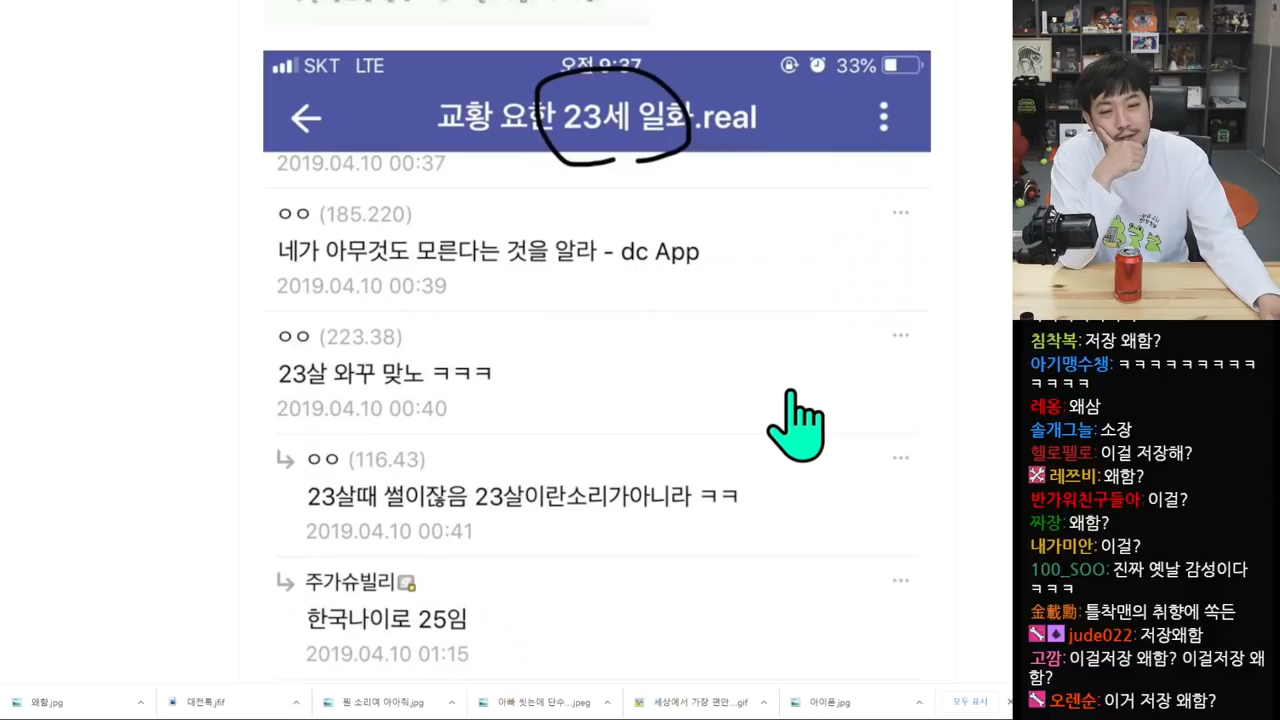 SKT LTE 오전 9:37 33%
교황 요한 23세 일화.real
2019.04.10 00:37
ㅇㅇ (185.220)
네가 아무것도 모른다는 것을 알라 - dc App
2019.04.10 00:39
ㅇㅇ (223.38)
23살 와꾸 맞노 ㅋㅋㅋ
2019.04.10 00:40
ㅇㅇ (116.43)
23살때 썰이잖음 23살이란소리가아니라 ㅋㅋ
2019.04.10 00:41
주가슈빌리
한국나이로 25임
2019.04.10 01:15
왜함.jpg
대전특.jfif
뭔 소리여 아아줘.jpg
아빠 씻는데 단수....jpeg
세상에서 가장 편안....gif
아이폰.jpg
모두 표시
침착복: 저장 왜함?
아기맹수챙: ㅋㅋㅋㅋㅋㅋㅋㅋㅋ
ㅋㅋㅋㅋ
레옹: 왜삼
솔개그늘: 소장
헬로펠로: 이걸 저장해?
레쯔비: 왜함?
반가워친구들아: 이걸?
짜장: 왜함?
내가미안: 이걸?
100_SOO: 진짜 옛날 감성이다
ㅋㅋㅋ
金載勳: 틀착맨의 취향에 쏙든
jude022: 저장왜함
고깜: 이걸저장 왜함? 이걸저장 왜
함?
오렌순: 이거 저장 왜함?